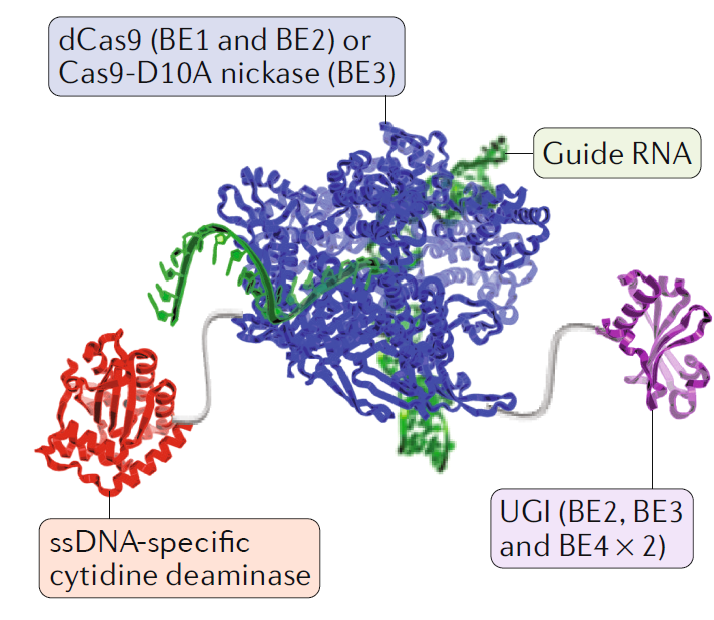 dCas9 (BE1 and BE2) or
Cas9-D10A nickase (BE3)
Guide RNA
UGI (BE2, BE3
and BE4 × 2)
ssDNA-specific
cytidine deaminase